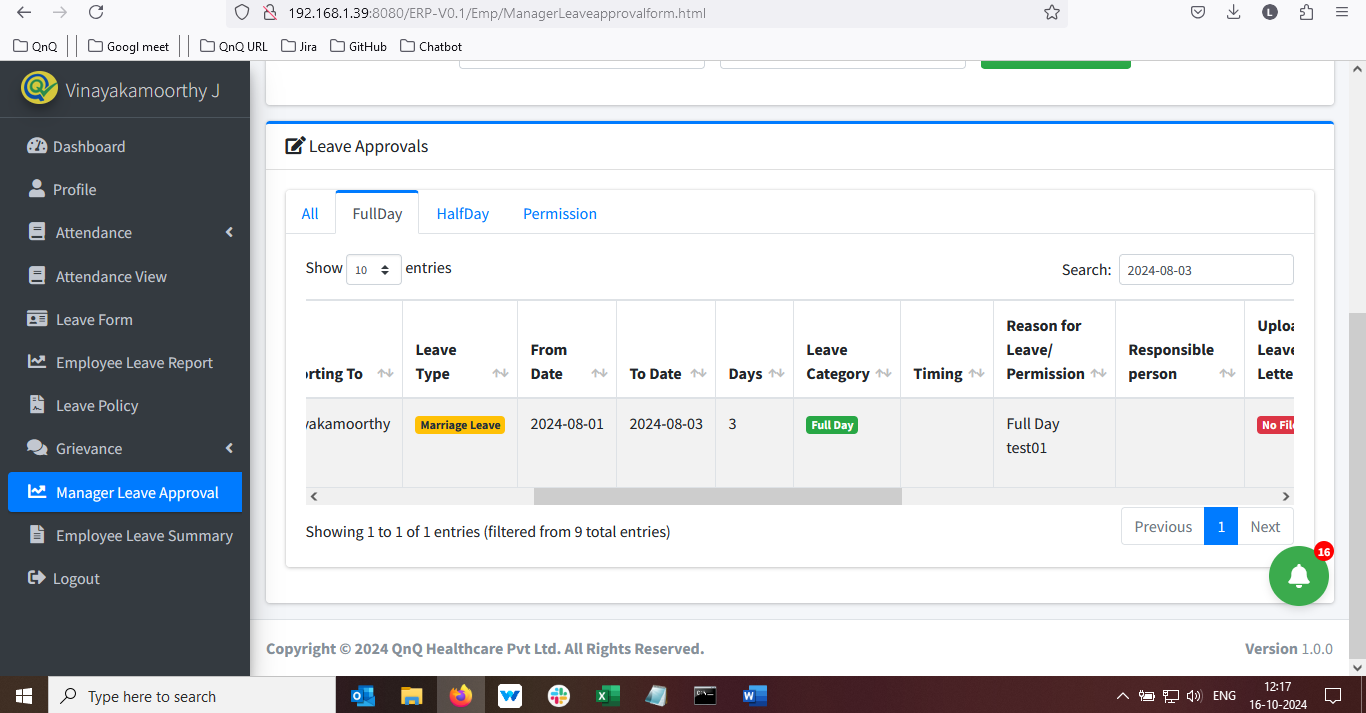 192.168.1.39:8080/ERP-V0.1/Emp/ManagerLeaveapprovalform.html
L
QnQ Googl meet QnQ URL Jira GitHub Chatbot
Vinayakamoorthy J
Dashboard
Profile
Attendance
Attendance View
Leave Form
Employee Leave Report
Leave Policy
Grievance
Manager Leave Approval
Employee Leave Summary
Logout
Leave Approvals
All FullDay HalfDay Permission
Show 10 entries
Search: 2024-08-03
orting To
Leave Type
From Date
To Date
Days
Leave Category
Timing
Reason for Leave/ Permission
Responsible person
Uploa Leave Lette
yakamoorthy Marriage Leave 2024-08-01 2024-08-03 3 Full Day Full Day test01 No File
Showing 1 to 1 of 1 entries (filtered from 9 total entries)
Previous 1 Next
16
Copyright © 2024 QnQ Healthcare Pvt Ltd. All Rights Reserved.
Version 1.0.0
Type here to search
ENG
12:17
16-10-2024